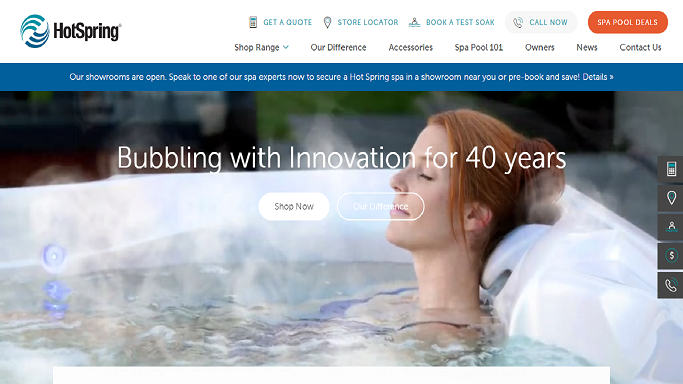 HotSpring®
GET A QUOTE
STORE LOCATOR
BOOK A TEST SOAK
CALL NOW
SPA POOL DEALS
Shop Range
Our Difference
Accessories
Spa Pool 101
Owners
News
Contact Us
Our showrooms are open. Speak to one of our spa experts now to secure a Hot Spring spa in a showroom near you or pre-book and save! Details »
Bubbling with Innovation for 40 years
Shop Now
Our Difference
$